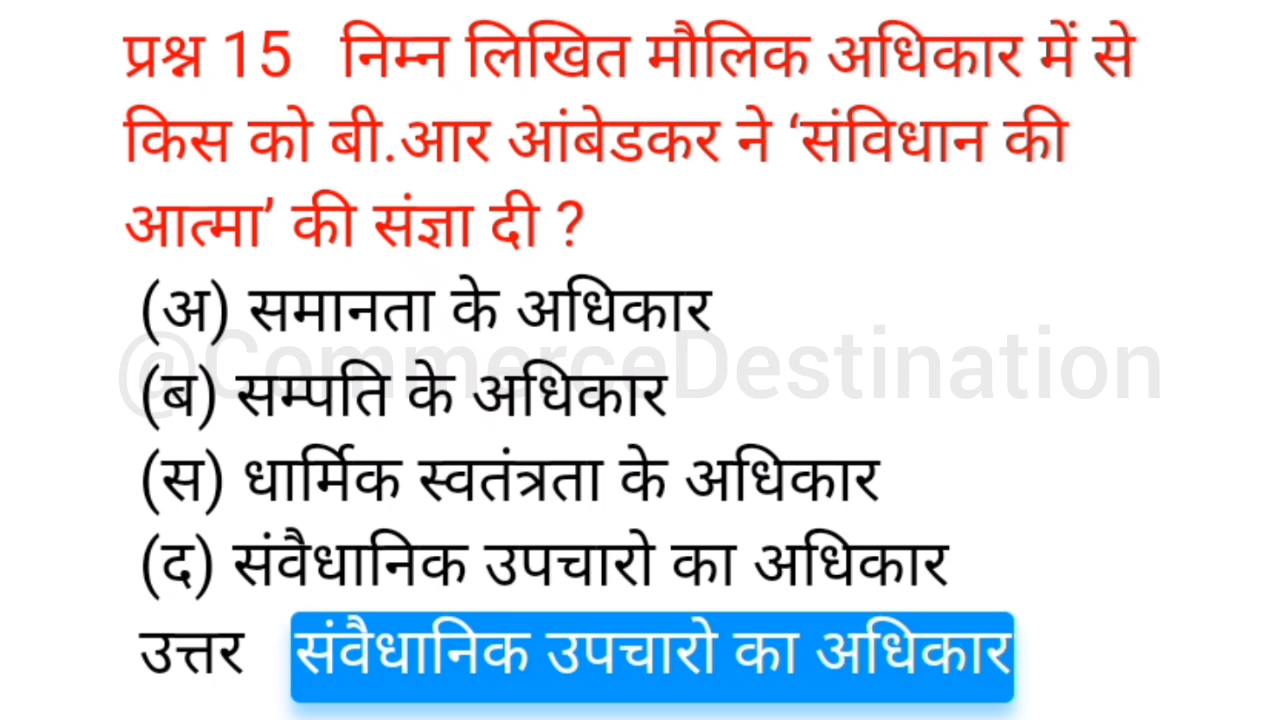 प्रश्न 15 निम्न लिखित मौलिक अधिकार में से
किस को बी.आर आंबेडकर ने ‘संविधान की
आत्मा’ की संज्ञा दी ?
(अ) समानता के अधिकार
@CommerceDestination
(ब) सम्पति के अधिकार
(स) धार्मिक स्वतंत्रता के अधिकार
(द) संवैधानिक उपचारो का अधिकार
उत्तर संवैधानिक उपचारो का अधिकार